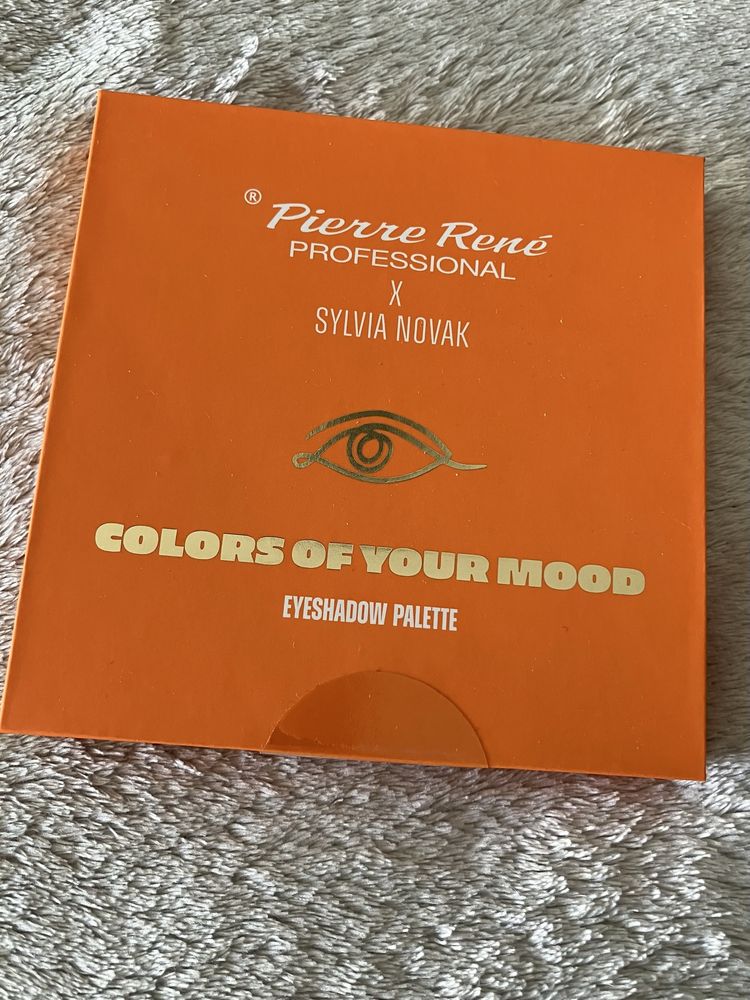 ® Pierre René
PROFESSIONAL
X
SYLVIA NOVAK
COLORS OF YOUR MOOD
EYESHADOW PALETTE